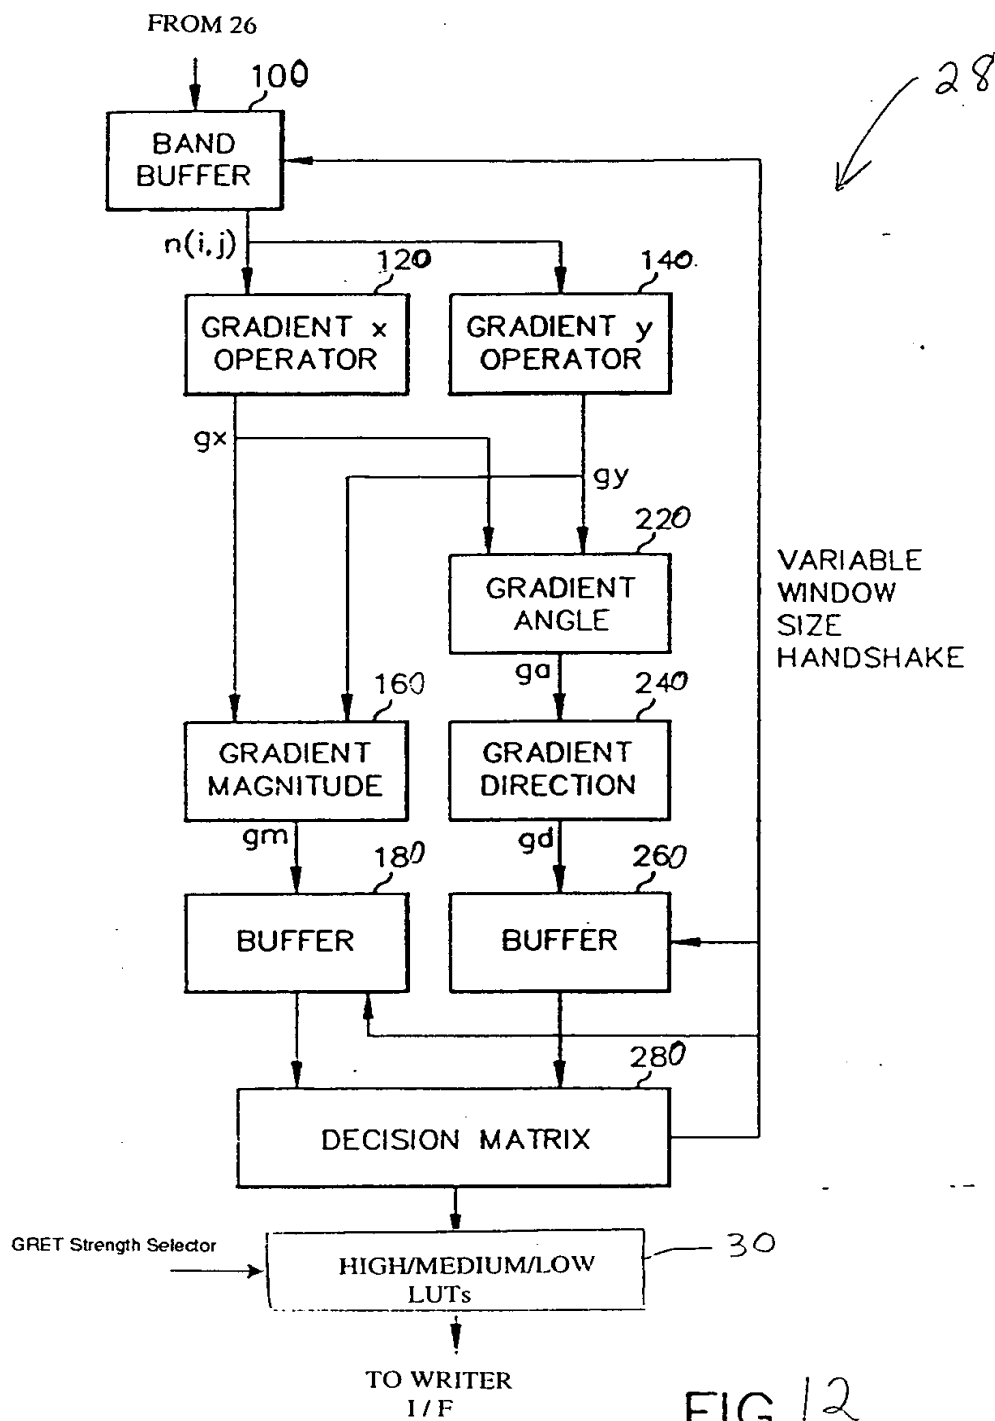 FROM 26
28
100
BAND
BUFFER
n(i,j)
120
140
GRADIENT x
OPERATOR
GRADIENT y
OPERATOR
gx
gy
220
GRADIENT
ANGLE
VARIABLE
WINDOW
SIZE
HANDSHAKE
ga
160
240
GRADIENT
MAGNITUDE
GRADIENT
DIRECTION
gm
gd
180
260
BUFFER
BUFFER
280
DECISION MATRIX
GRET Strength Selector
30
HIGH/MEDIUM/LOW
LUTs
TO WRITER
I / F
FIG 12